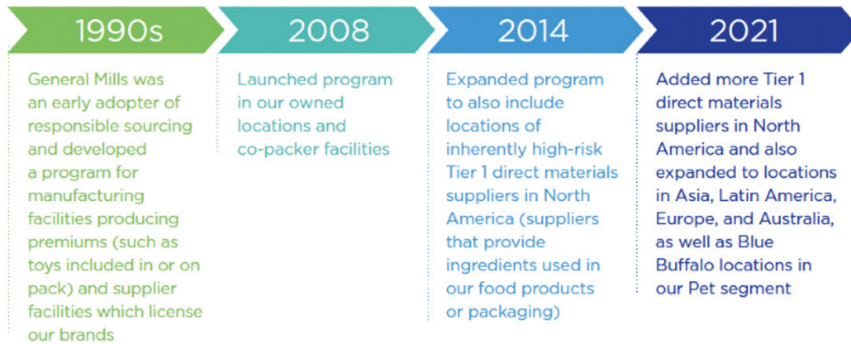 1990s
General Mills was
an early adopter of
responsible sourcing
and developed
a program for
manufacturing
facilities producing
premiums (such as
toys included in or on
pack) and supplier
facilities which license
our brands
2008
Launched program
in our owned
locations and
co-packer facilities
2014
Expanded program
to also include
locations of
inherently high-risk
Tier 1 direct materials
suppliers in North
America (suppliers
that provide
ingredients used in
our food products
or packaging)
2021
Added more Tier 1
direct materials
suppliers in North
America and also
expanded to locations
in Asia, Latin America,
Europe, and Australia,
as well as Blue
Buffalo locations in
our Pet segment